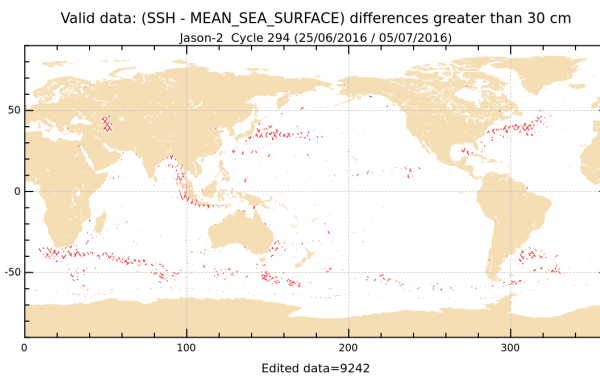 Valid data: (SSH - MEAN_SEA_SURFACE) differences greater than 30 cm
Jason-2 Cycle 294 (25/06/2016 / 05/07/2016)
50
0
-50
0 100 200 300
Edited data=9242